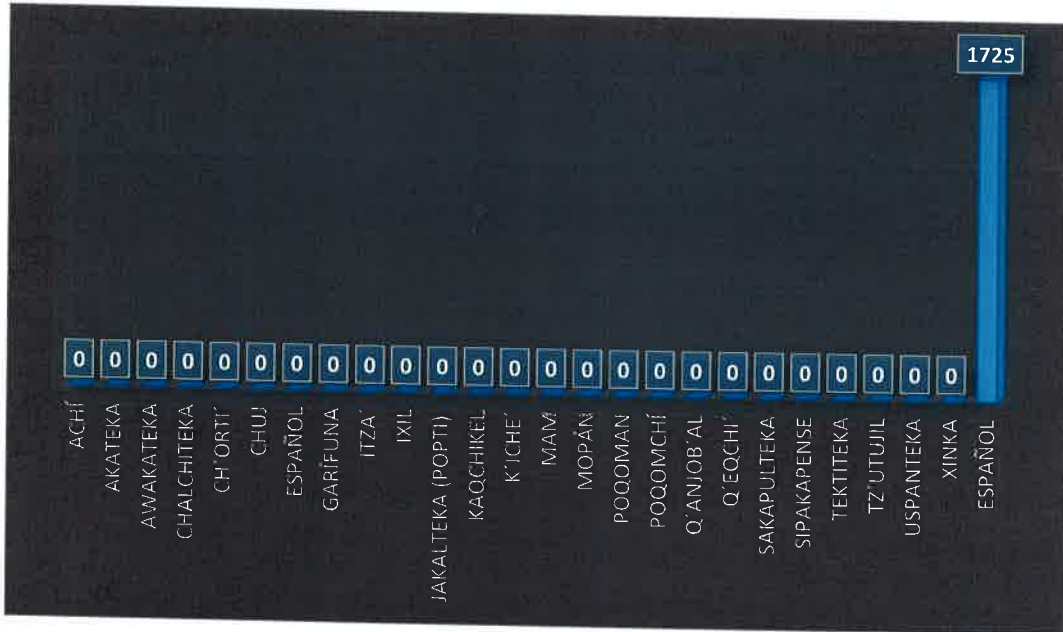 1725
0 0 0 0 0 0 0 0 0 0 0 0 0 0 0 0 0 0 0 0 0 0 0 0 0
ACHÍ
AKATEKA
AWAKATEKA
CHALCHITEKA
CH´ORTI´
CHUJ
ESPAÑOL
GARÍFUNA
ITZA´
IXIL
JAKALTEKA (POPTI)
KAQCHIKEL
K´ICHE´
MAM
MOPÁN
POQOMAN
POQOMCHÍ
Q´ANJOB´AL
Q´EQCHI´
SAKAPULTEKA
SIPAKAPENSE
TEKTITEKA
TZ´UTUJIL
USPANTEKA
XINKA
ESPAÑOL